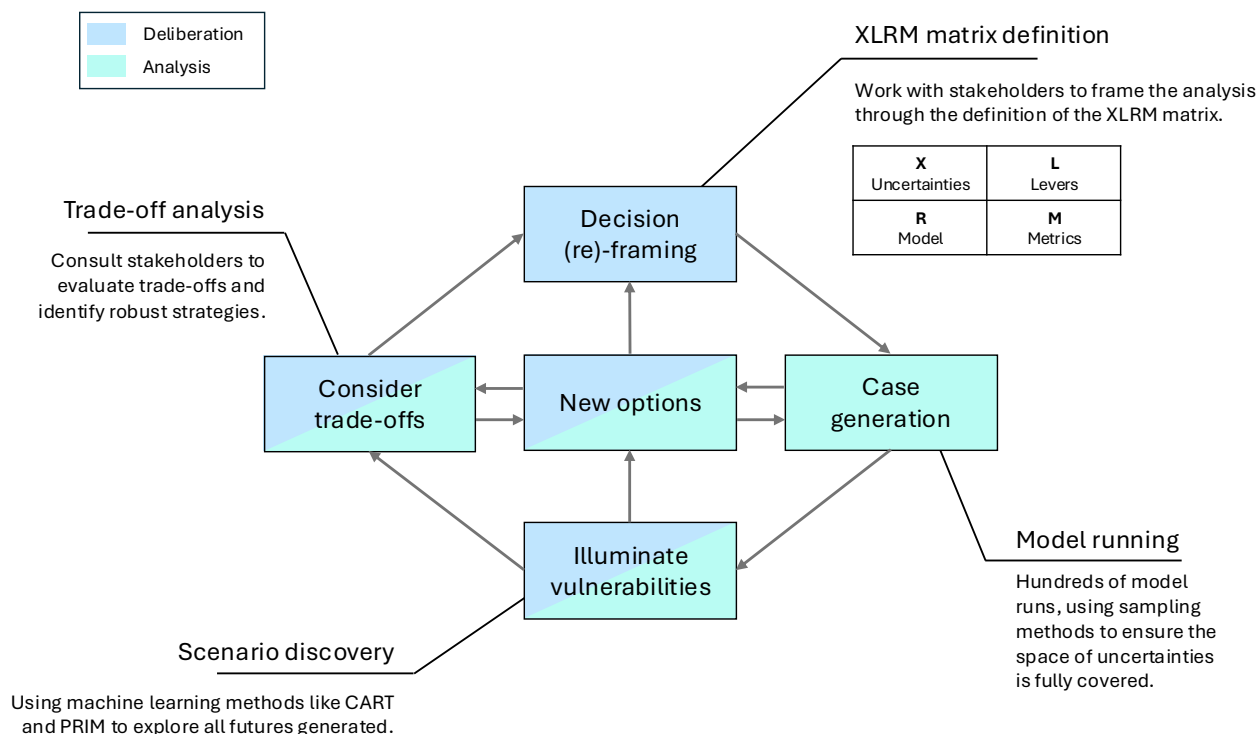 Deliberation
Analysis
XLRM matrix definition
Work with stakeholders to frame the analysis
through the definition of the XLRM matrix.
X
Uncertainties
L
Levers
R
Model
M
Metrics
Trade-off analysis
Consult stakeholders to
evaluate trade-offs and
identify robust strategies.
Decision
(re)-framing
Consider
trade-offs
New options
Case
generation
Illuminate
vulnerabilities
Model running
Hundreds of model
runs, using sampling
methods to ensure the
space of uncertainties
is fully covered.
Scenario discovery
Using machine learning methods like CART
and PRIM to explore all futures generated.